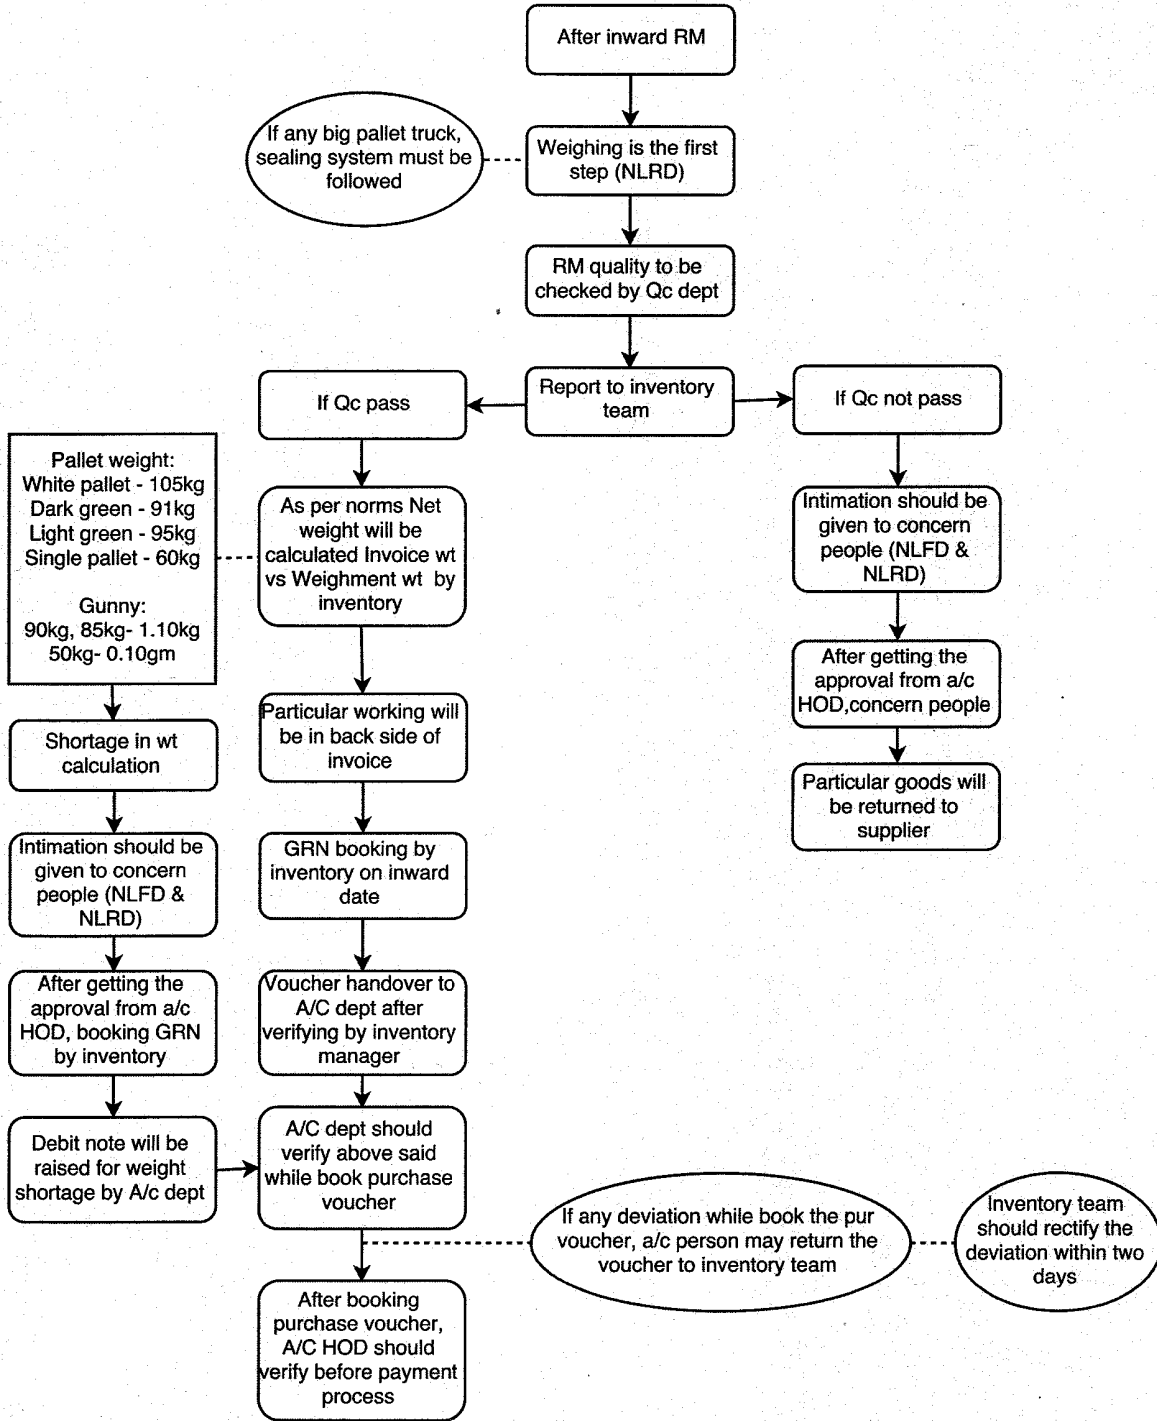 After inward RM
If any big pallet truck,
sealing system must be
followed
Weighing is the first
step (NLRD)
RM quality to be
checked by Qc dept
If Qc pass
Report to inventory
team
If Qc not pass
Pallet weight:
White pallet - 105kg
Dark green - 91kg
Light green - 95kg
Single pallet - 60kg
Gunny:
90kg, 85kg- 1.10kg
50kg- 0.10gm
As per norms Net
weight will be
calculated Invoice wt
vs Weighment wt by
inventory
Intimation should be
given to concern
people (NLFD &
NLRD)
After getting the
approval from a/c
HOD,concern people
Particular goods will
be returned to
supplier
Shortage in wt
calculation
Particular working will
be in back side of
invoice
Intimation should be
given to concern
people (NLFD &
NLRD)
GRN booking by
inventory on inward
date
After getting the
approval from a/c
HOD, booking GRN
by inventory
Voucher handover to
A/C dept after
verifying by inventory
manager
Debit note will be
raised for weight
shortage by A/c dept
A/C dept should
verify above said
while book purchase
voucher
If any deviation while book the pur
voucher, a/c person may return the
voucher to inventory team
Inventory team
should rectify the
deviation within two
days
After booking
purchase voucher,
A/C HOD should
verify before payment
process